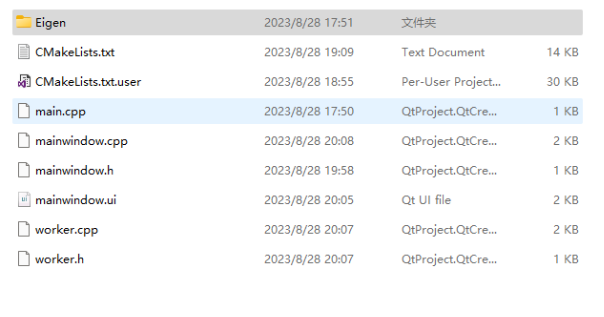 Eigen 2023/8/28 17:51 文件夹
CMakeLists.txt 2023/8/28 19:09 Text Document 14 KB
CMakeLists.txt.user 2023/8/28 18:55 Per-User Project... 30 KB
main.cpp 2023/8/28 17:50 QtProject.QtCre... 1 KB
mainwindow.cpp 2023/8/28 20:08 QtProject.QtCre... 2 KB
mainwindow.h 2023/8/28 19:58 QtProject.QtCre... 1 KB
mainwindow.ui 2023/8/28 20:05 Qt UI file 2 KB
worker.cpp 2023/8/28 20:07 QtProject.QtCre... 2 KB
worker.h 2023/8/28 20:07 QtProject.QtCre... 1 KB